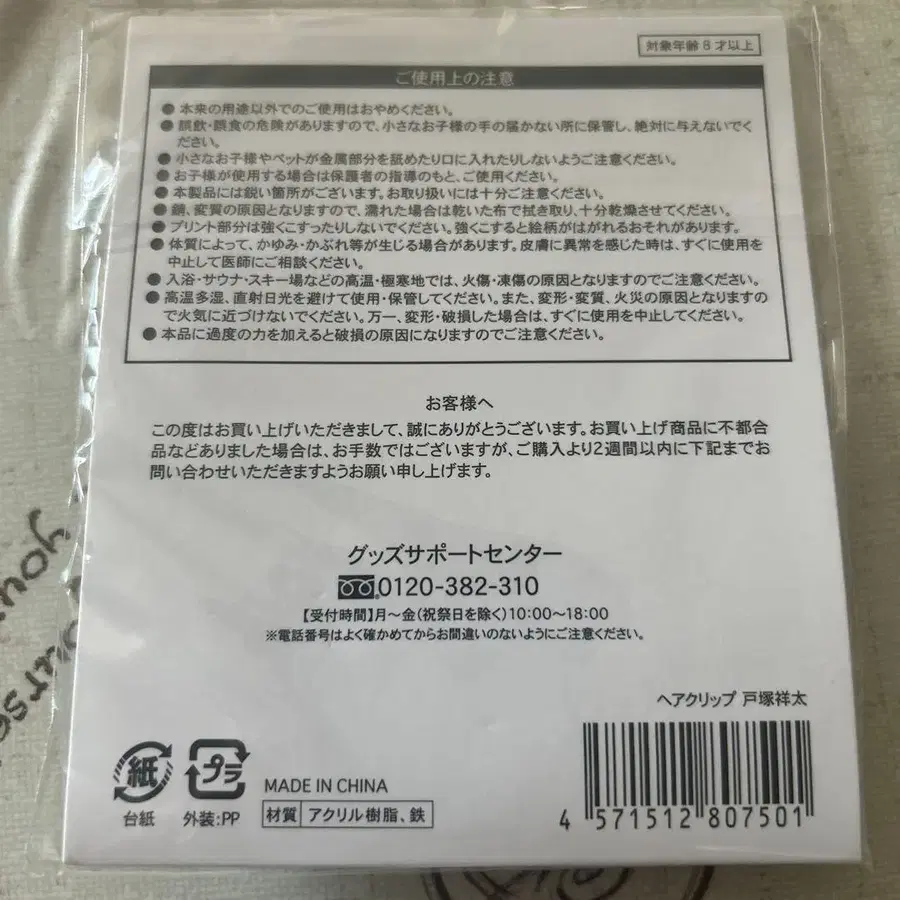 対象年齢8才以上
ご使用上の注意
●本来の用途以外でのご使用はおやめください。
●誤飲・誤食の危険がありますので、小さなお子様の手の届かない所に保管し、絶対に与えないでく
ださい。
●小さなお子様やペットが金属部分を舐めたり口に入れたりしないようご注意ください。
●お子様が使用する場合は保護者の指導のもと、ご使用ください。
●本製品には鋭い箇所がございます。お取り扱いには十分ご注意ください。
●錆、変質の原因となりますので、濡れた場合は乾いた布で拭き取り、十分乾燥させてください。
●プリント部分は強くこすったりしないでください。強くこすると絵柄がはがれるおそれがあります。
●体質によって、かゆみ・かぶれ等が生じる場合があります。皮膚に異常を感じた時は、すぐに使用を
中止して医師にご相談ください。
●入浴・サウナ・スキー場などの高温・極寒地では、火傷・凍傷の原因となりますのでご注意ください。
●高温多湿、直射日光を避けて使用・保管してください。また、変形・変質、火災の原因となりますの
で火気に近づけないでください。万一、変形・破損した場合は、すぐに使用を中止してください。
●本品に過度の力を加えると破損の原因になりますのでご注意ください。
お客様へ
この度はお買い上げいただきまして、誠にありがとうございます。お買い上げ商品に不都合
品などありました場合は、お手数ではございますが、ご購入より2週間以内に下記まで
お問い合わせいただきますようお願い申し上げます。
グッズサポートセンター
0120-382-310
【受付時間】月〜金(祝祭日を除く)10:00〜18:00
※電話番号はよく確かめてからお間違いのないようにご注意ください。
ヘアクリップ 戸塚祥太
紙
台紙
プラ
外装:PP
MADE IN CHINA
材質 アクリル樹脂、鉄
4 571512 807501
you